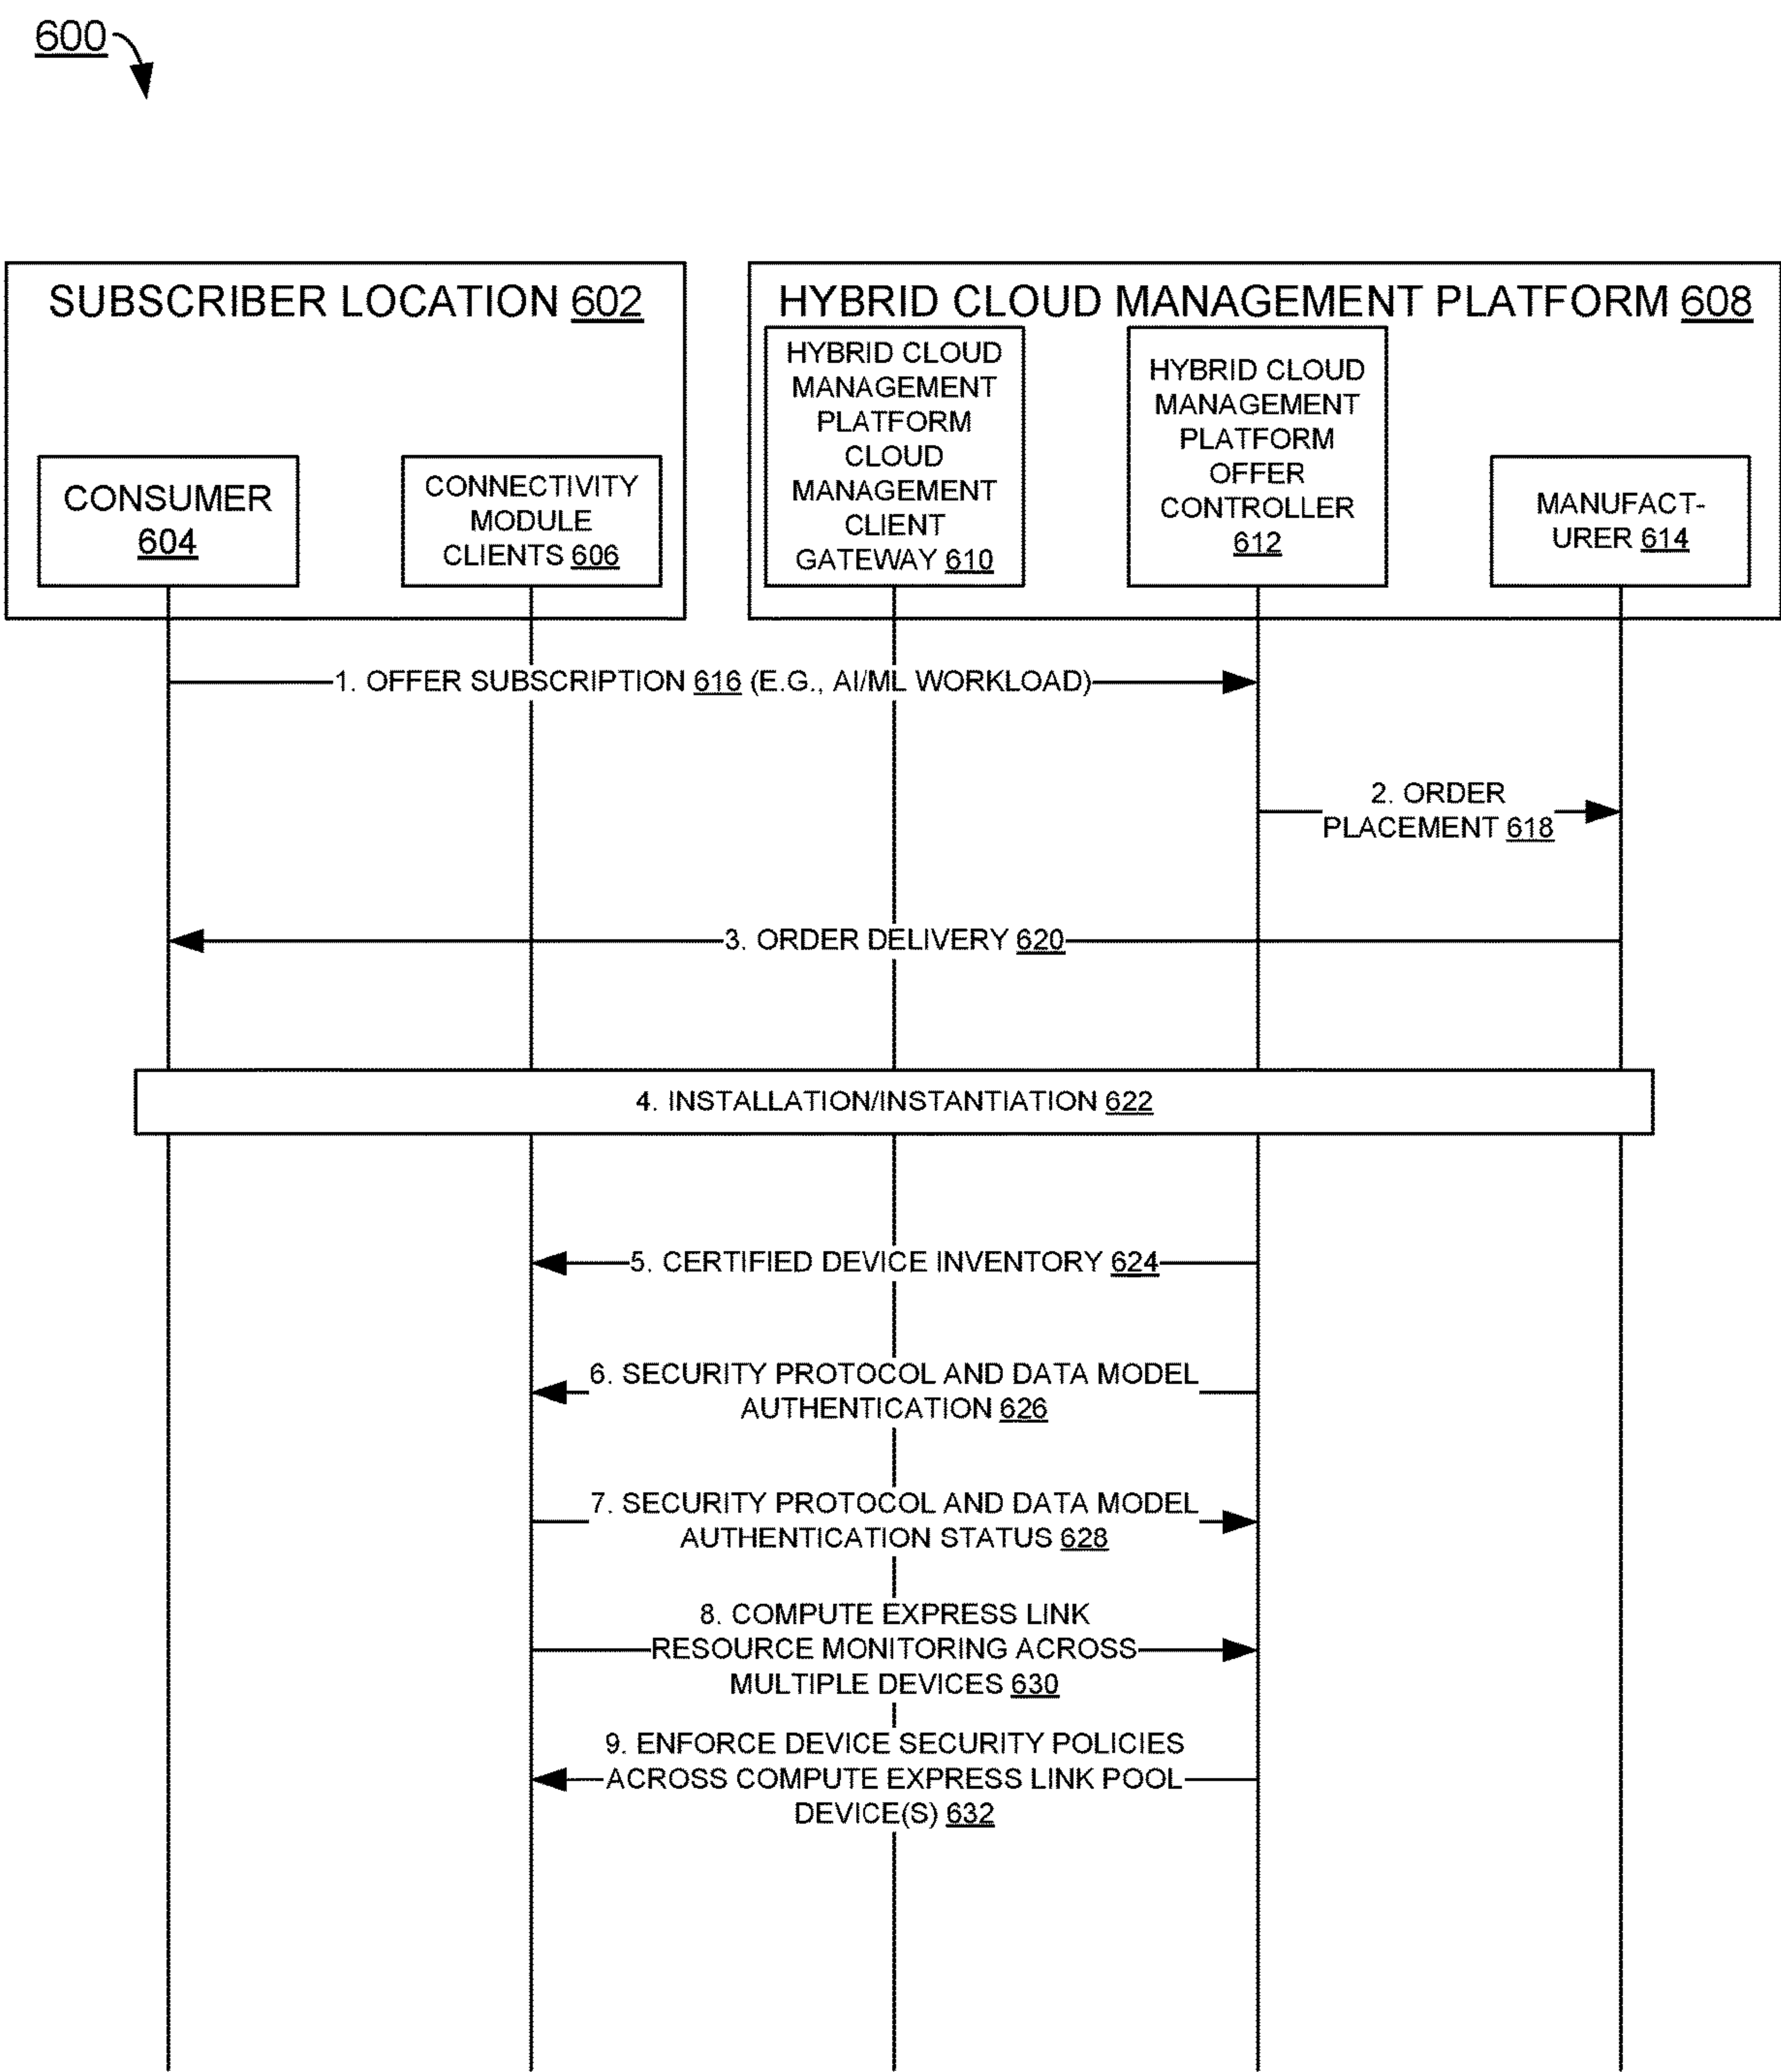 600
SUBSCRIBER LOCATION 602
CONSUMER
604
CONNECTIVITY
MODULE
CLIENTS 606
HYBRID CLOUD MANAGEMENT PLATFORM 608
HYBRID CLOUD
MANAGEMENT
PLATFORM
CLOUD
MANAGEMENT
CLIENT
GATEWAY 610
HYBRID CLOUD
MANAGEMENT
PLATFORM
OFFER
CONTROLLER
612
MANUFACT-
URER 614
1. OFFER SUBSCRIPTION 616 (E.G., AI/ML WORKLOAD)
2. ORDER
PLACEMENT 618
3. ORDER DELIVERY 620
4. INSTALLATION/INSTANTIATION 622
5. CERTIFIED DEVICE INVENTORY 624
6. SECURITY PROTOCOL AND DATA MODEL
AUTHENTICATION 626
7. SECURITY PROTOCOL AND DATA MODEL
AUTHENTICATION STATUS 628
8. COMPUTE EXPRESS LINK
RESOURCE MONITORING ACROSS
MULTIPLE DEVICES 630
9. ENFORCE DEVICE SECURITY POLICIES
ACROSS COMPUTE EXPRESS LINK POOL
DEVICE(S) 632